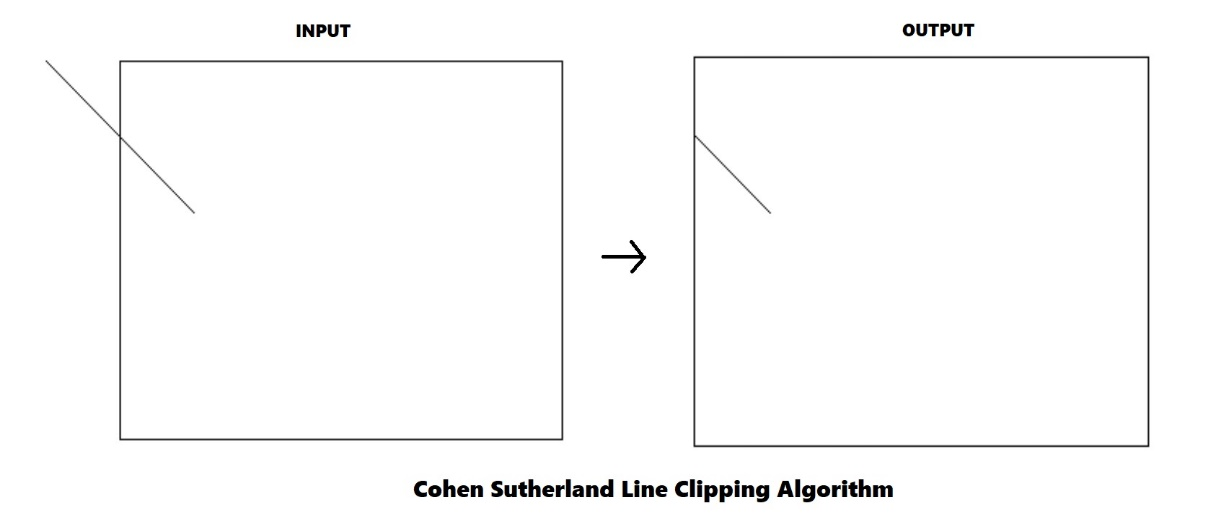 INPUT
OUTPUT
Cohen Sutherland Line Clipping Algorithm